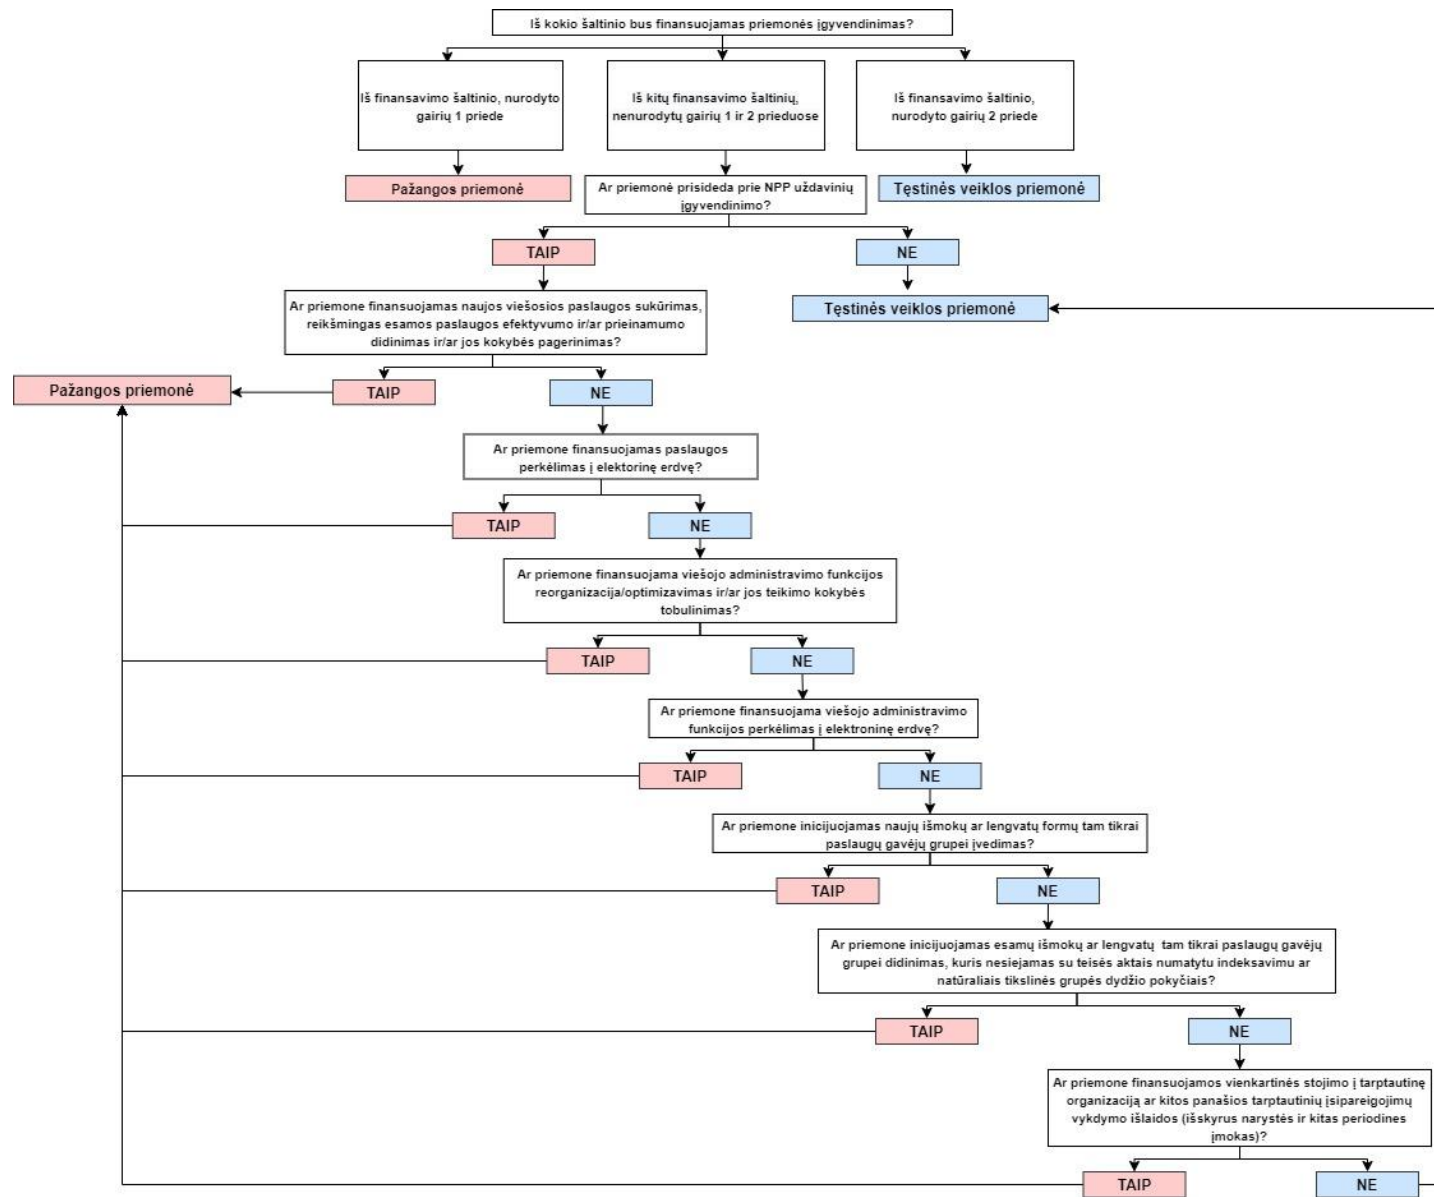 Iš kokio šaltinio bus finansuojamas priemonės įgyvendinimas?
Iš finansavimo šaltinio, nurodyto
gairių 1 priede
Iš kitų finansavimo šaltinių,
nenurodytų gairių 1 ir 2 prieduose
Iš finansavimo šaltinio,
nurodyto gairių 2 priede
Pažangos priemonė
Ar priemonė prisideda prie NPP uždavinių
įgyvendinimo?
Tęstinės veiklos priemonė
TAIP
NE
Ar priemone finansuojamas naujos viešosios paslaugos sukūrimas,
reikšmingas esamos paslaugos efektyvumo ir/ar prieinamumo
didinimas ir/ar jos kokybės pagerinimas?
Tęstinės veiklos priemonė
Pažangos priemonė
TAIP
NE
Ar priemone finansuojamas paslaugos
perkėlimas į elektorinę erdvę?
TAIP
NE
Ar priemone finansuojama viešojo administravimo funkcijos
reorganizacija/optimizavimas ir/ar jos teikimo kokybės
tobulinimas?
TAIP
NE
Ar priemone finansuojama viešojo administravimo
funkcijos perkėlimas į elektroninę erdvę?
TAIP
NE
Ar priemone inicijuojamas naujų išmokų ar lengvatų formų tam tikrai
paslaugų gavėjų grupei įvedimas?
TAIP
NE
Ar priemone inicijuojamas esamų išmokų ar lengvatų tam tikrai paslaugų gavėjų
grupei didinimas, kuris nesiejamas su teisės aktais numatytu indeksavimu ar
natūraliais tikslinės grupės dydžio pokyčiais?
TAIP
NE
Ar priemone finansuojamos vienkartinės stojimo į tarptautinę
organizaciją ar kitos panašios tarptautinių įsipareigojimų
vykdymo išlaidos (išskyrus narystės ir kitas periodines
įmokas)?
TAIP
NE